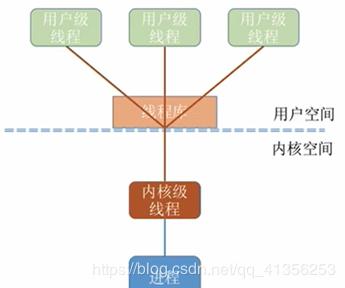 用户级
线程
用户级
线程
用户级
线程
线程库
用户空间
内核空间
内核级
线程
进程
https://blog.csdn.net/qq_41356253